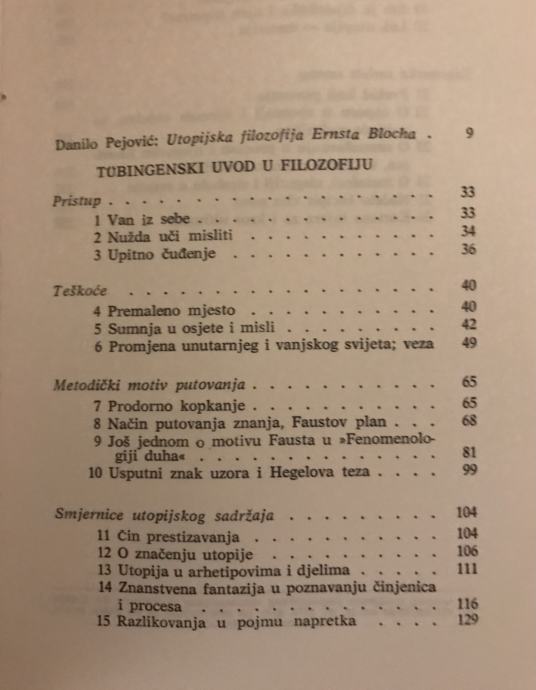 Danilo Pejović: Utopijska filozofija Ernsta Blocha . 9
TÜBINGENSKI UVOD U FILOZOFIJU
Pristup . . . . . . . . . . . . . . 33
1 Van iz sebe . . . . . . . . . . . 33
2 Nužda uči misliti . . . . . . . . . 34
3 Upitno čuđenje . . . . . . . . . . 36
Teškoće . . . . . . . . . . . . . 40
4 Premaleno mjesto . . . . . . . . . 40
5 Sumnja u osjete i misli . . . . . . . 42
6 Promjena unutarnjeg i vanjskog svijeta; veza 49
Metodički motiv putovanja . . . . . . . . 65
7 Prodorno kopkanje . . . . . . . . . 65
8 Način putovanja znanja, Faustov plan . . . 68
9 Još jednom o motivu Fausta u »Fenomenolo-
giji duha« . . . . . . . . . . . . 81
10 Usputni znak uzora i Hegelova teza . . . . 99
Smjernice utopijskog sadržaja . . . . . . . 104
11 Čin prestizavanja . . . . . . . . . 104
12 O značenju utopije . . . . . . . . . 106
13 Utopija u arhetipovima i djelima . . . . 111
14 Znanstvena fantazija u poznavanju činjenica
i procesa . . . . . . . . . . . . 116
15 Razlikovanja u pojmu napretka . . . . 129